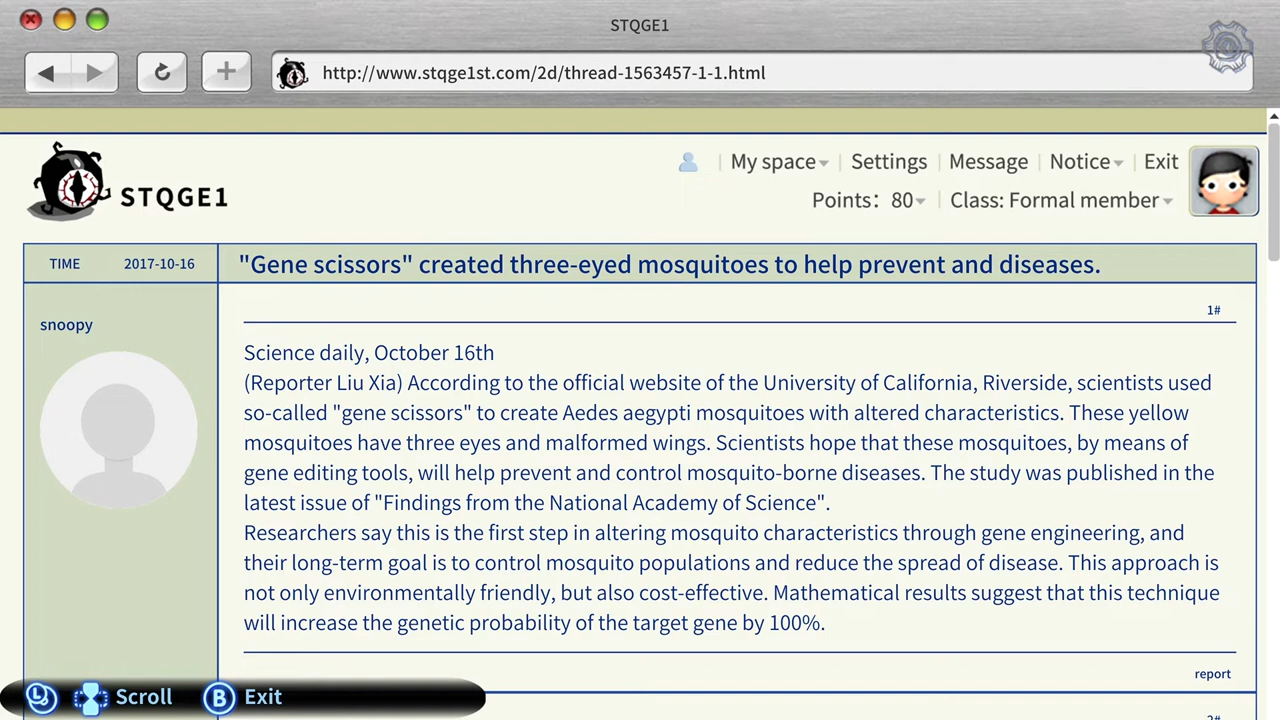 STQGE1
http://www.stqge1st.com/2d/thread-1563457-1-1.html
STQGE1
My space
Settings
Message
Notice
Exit
Points: 80
Class: Formal member
TIME 2017-10-16
"Gene scissors" created three-eyed mosquitoes to help prevent and diseases.
snoopy
1#
Science daily, October 16th
(Reporter Liu Xia) According to the official website of the University of California, Riverside, scientists used
so-called "gene scissors" to create Aedes aegypti mosquitoes with altered characteristics. These yellow
mosquitoes have three eyes and malformed wings. Scientists hope that these mosquitoes, by means of
gene editing tools, will help prevent and control mosquito-borne diseases. The study was published in the
latest issue of "Findings from the National Academy of Science".
Researchers say this is the first step in altering mosquito characteristics through gene engineering, and
their long-term goal is to control mosquito populations and reduce the spread of disease. This approach is
not only environmentally friendly, but also cost-effective. Mathematical results suggest that this technique
will increase the genetic probability of the target gene by 100%.
report
L Scroll B Exit